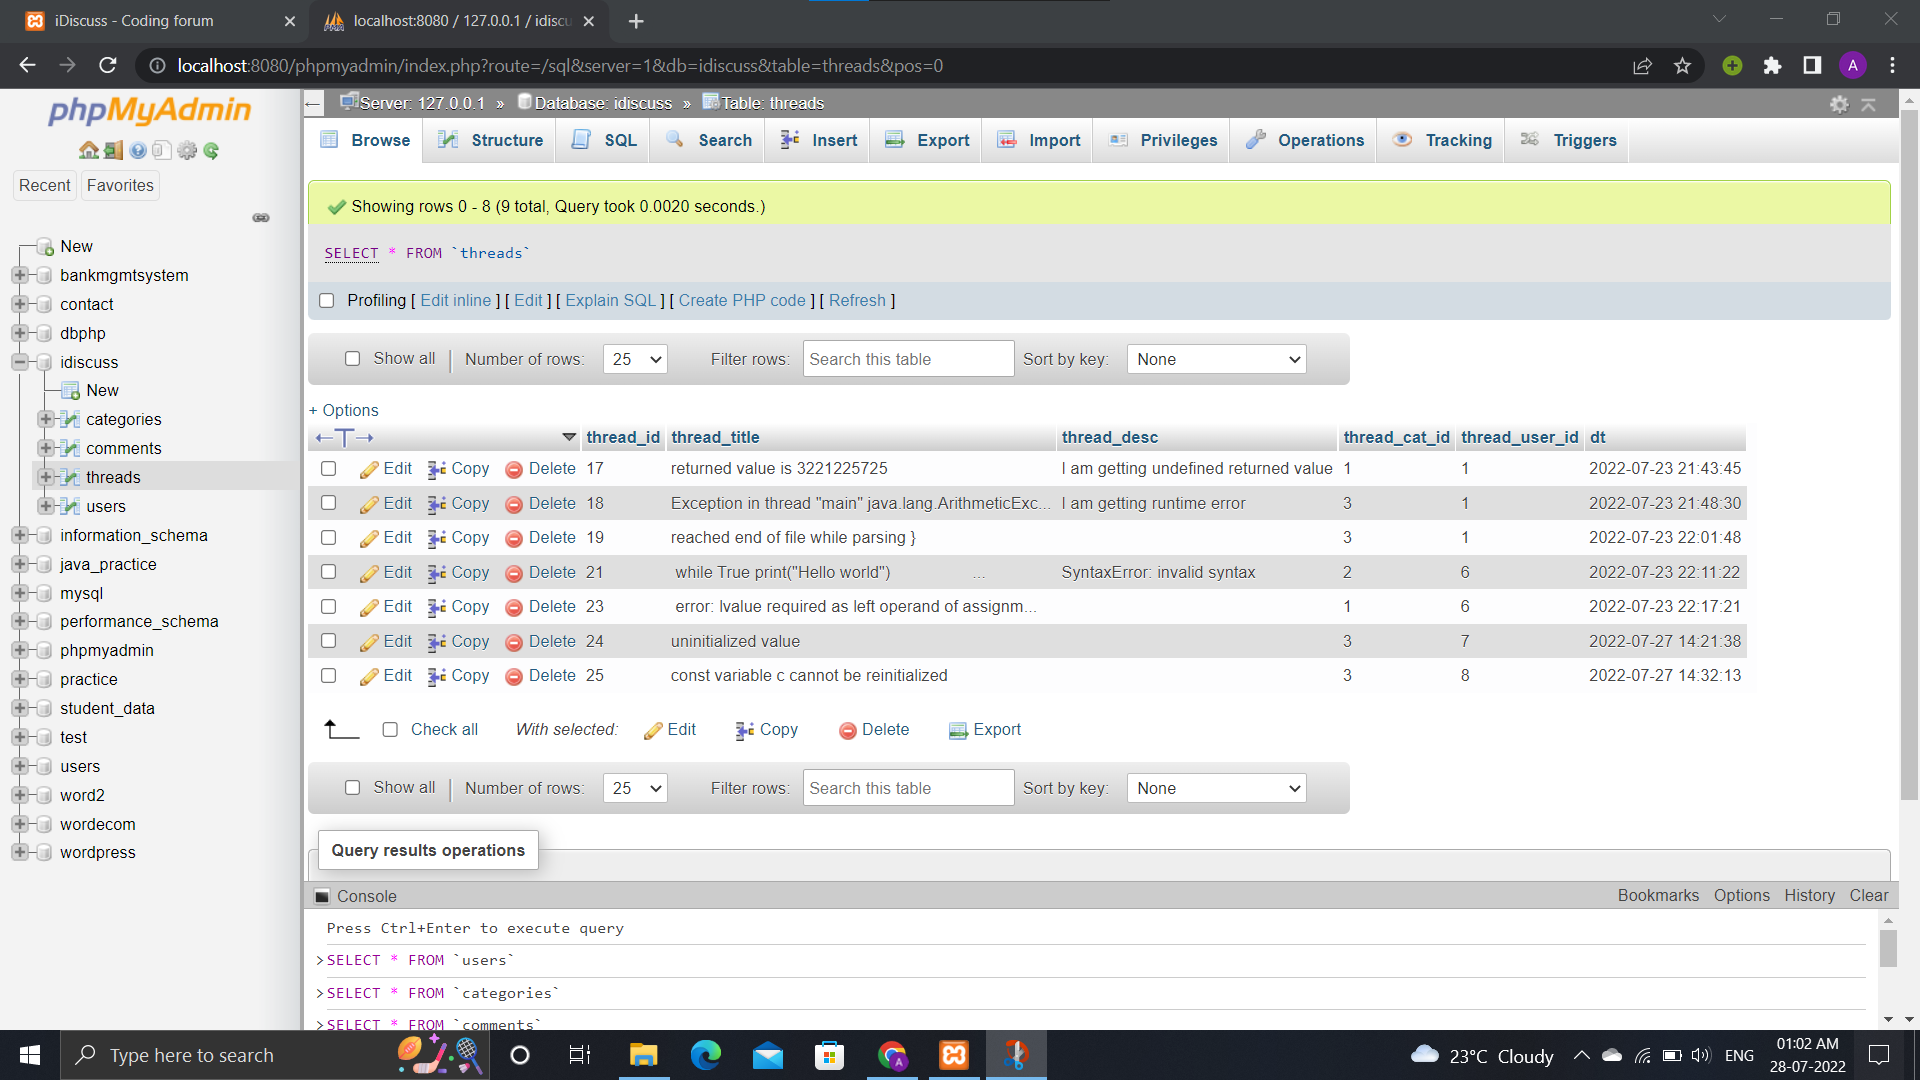 iDiscuss - Coding forum
localhost:8080 / 127.0.0.1 / idiscu
localhost:8080/phpmyadmin/index.php?route=/sql&server=1&db=idiscuss&table=threads&pos=0
A
phpMyAdmin
Recent Favorites
New
bankmgmtsystem
contact
dbphp
idiscuss
New
categories
comments
threads
users
information_schema
java_practice
mysql
performance_schema
phpmyadmin
practice
student_data
test
users
word2
wordecom
wordpress
Server: 127.0.0.1 » Database: idiscuss » Table: threads
Browse Structure SQL Search Insert Export Import Privileges Operations Tracking Triggers
Showing rows 0 - 8 (9 total, Query took 0.0020 seconds.)
SELECT * FROM `threads`
Profiling [ Edit inline ] [ Edit ] [ Explain SQL ] [ Create PHP code ] [ Refresh ]
Show all Number of rows: 25 Filter rows: Search this table Sort by key: None
+ Options
←T→ thread_id thread_title thread_desc thread_cat_id thread_user_id dt
Edit Copy Delete 17 returned value is 3221225725 I am getting undefined returned value 1 1 2022-07-23 21:43:45
Edit Copy Delete 18 Exception in thread "main" java.lang.ArithmeticExc... I am getting runtime error 3 1 2022-07-23 21:48:30
Edit Copy Delete 19 reached end of file while parsing } 3 1 2022-07-23 22:01:48
Edit Copy Delete 21 while True print("Hello world") ... SyntaxError: invalid syntax 2 6 2022-07-23 22:11:22
Edit Copy Delete 23 error: lvalue required as left operand of assignm... 1 6 2022-07-23 22:17:21
Edit Copy Delete 24 uninitialized value 3 7 2022-07-27 14:21:38
Edit Copy Delete 25 const variable c cannot be reinitialized 3 8 2022-07-27 14:32:13
Check all With selected: Edit Copy Delete Export
Show all Number of rows: 25 Filter rows: Search this table Sort by key: None
Query results operations
Console Bookmarks Options History Clear
Press Ctrl+Enter to execute query
>SELECT * FROM `users`
>SELECT * FROM `categories`
>SELECT * FROM `comments`
Type here to search
23°C Cloudy
ENG
01:02 AM
28-07-2022